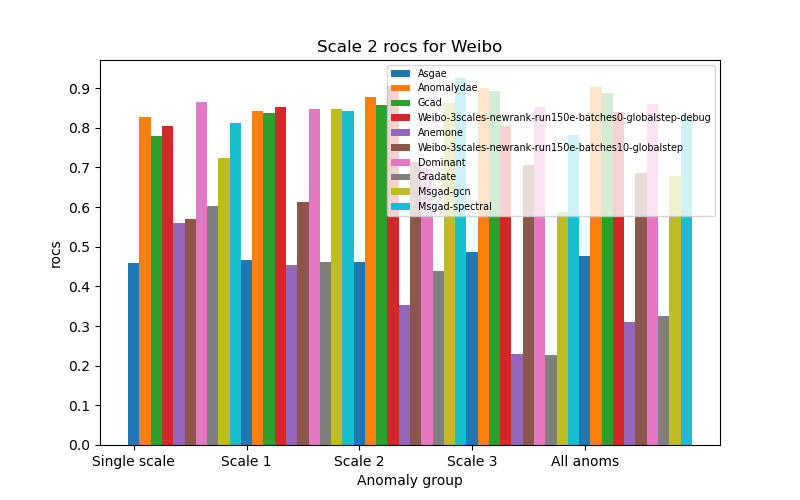 Scale 2 rocs for Weibo
rocs
0.9
0.8
0.7
0.6
0.5
0.4
0.3
0.2
0.1
0.0
Asgae
Anomalydae
Gcad
Weibo-3scales-newrank-run150e-batches0-globalstep-debug
Anemone
Weibo-3scales-newrank-run150e-batches10-globalstep
Dominant
Gradate
Msgad-gcn
Msgad-spectral
Single scale
Scale 1
Scale 2
Scale 3
All anoms
Anomaly group